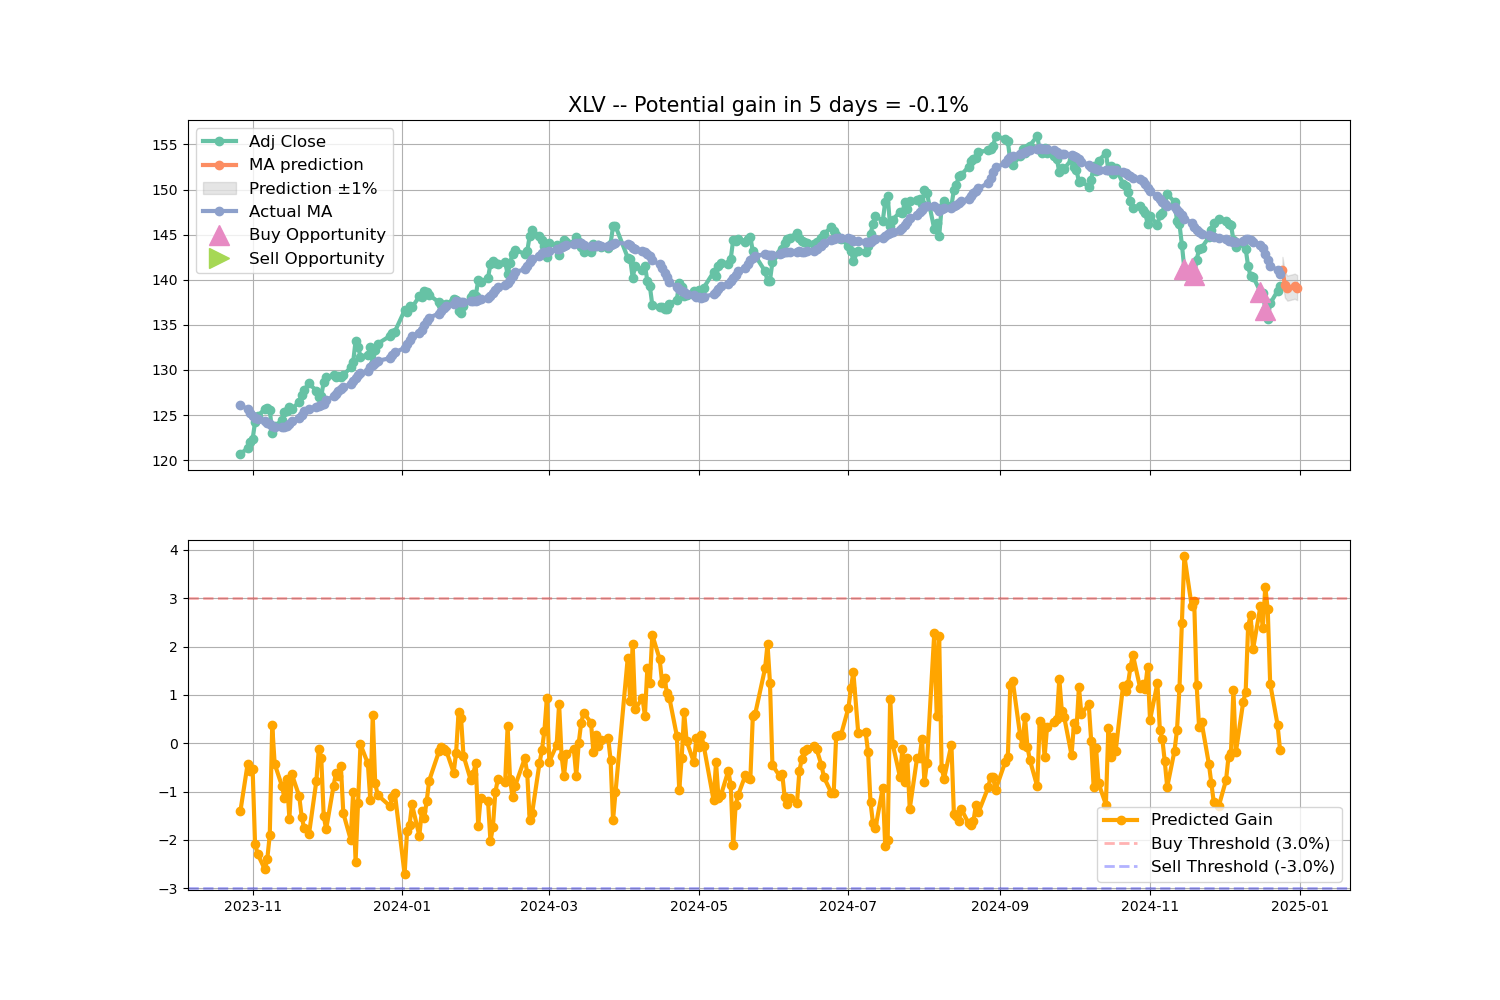 XLV -- Potential gain in 5 days = -0.1%
Adj Close
MA prediction
Prediction ±1%
Actual MA
Buy Opportunity
Sell Opportunity
155
150
145
140
135
130
125
120
4
3
2
1
0
−1
−2
−3
Predicted Gain
Buy Threshold (3.0%)
Sell Threshold (-3.0%)
2023-11 2024-01 2024-03 2024-05 2024-07 2024-09 2024-11 2025-01